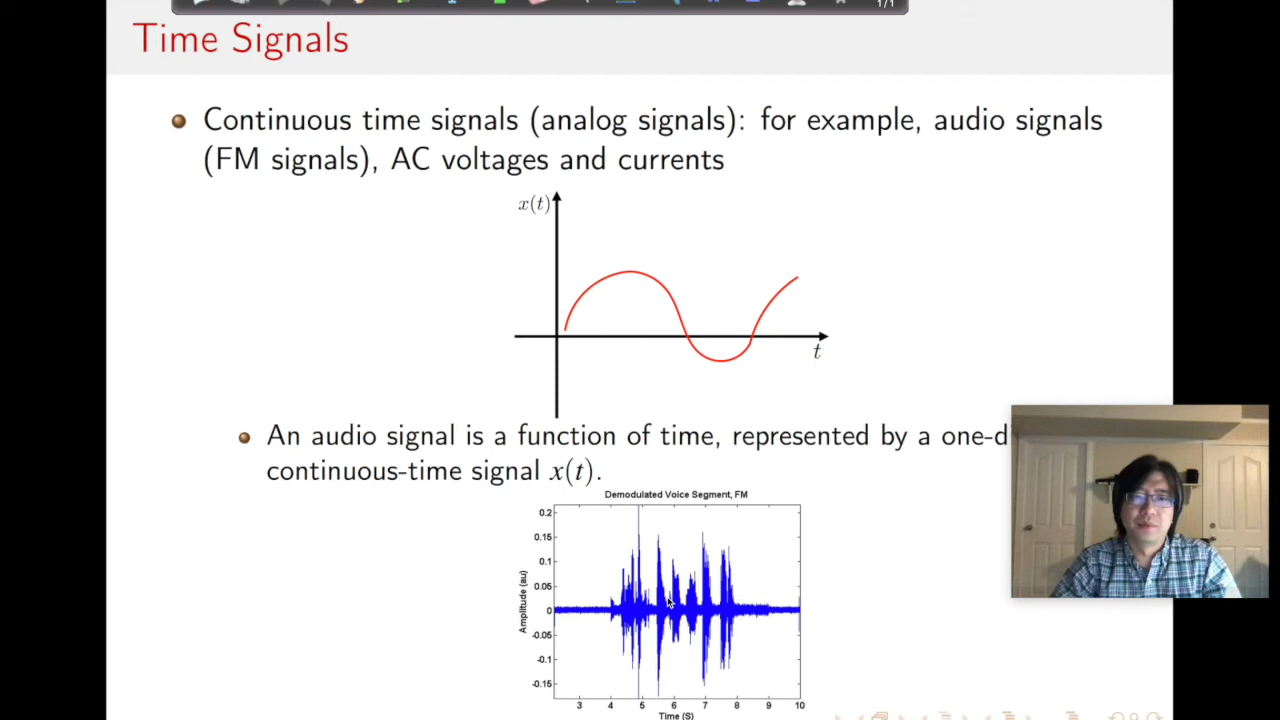 1/1
Time Signals
Continuous time signals (analog signals): for example, audio signals
(FM signals), AC voltages and currents
x(t)
t
An audio signal is a function of time, represented by a one-d
continuous-time signal x(t).
Demodulated Voice Segment, FM
Amplitude (au)
0.2
0.15
0.1
0.05
0
-0.05
-0.1
-0.15
3 4 5 6 7 8 9 10
Time (S)